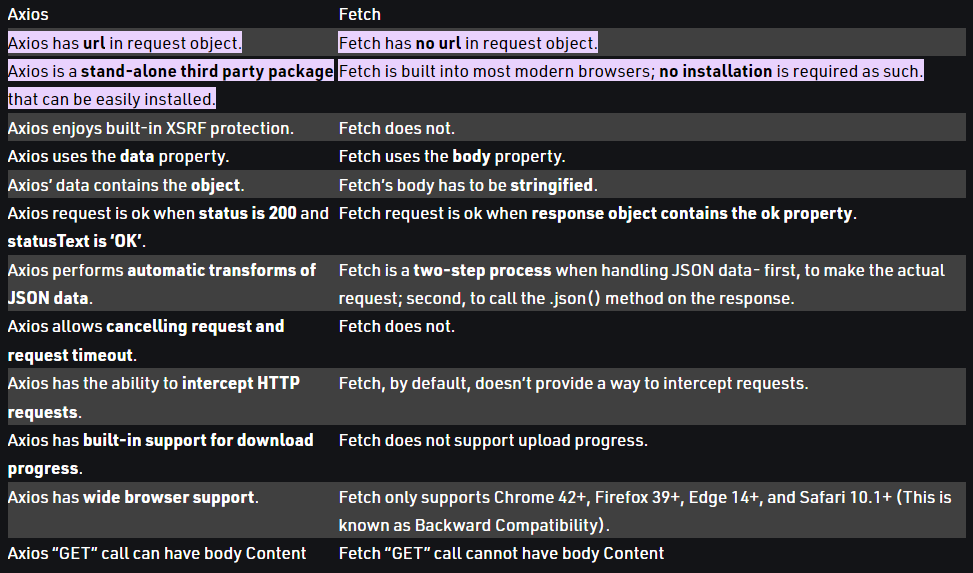 Axios Fetch
Axios has url in request object. Fetch has no url in request object.
Axios is a stand-alone third party package Fetch is built into most modern browsers; no installation is required as such.
that can be easily installed.
Axios enjoys built-in XSRF protection. Fetch does not.
Axios uses the data property. Fetch uses the body property.
Axios’ data contains the object. Fetch’s body has to be stringified.
Axios request is ok when status is 200 and Fetch request is ok when response object contains the ok property.
statusText is ‘OK’.
Axios performs automatic transforms of Fetch is a two-step process when handling JSON data- first, to make the actual
JSON data. request; second, to call the .json() method on the response.
Axios allows cancelling request and Fetch does not.
request timeout.
Axios has the ability to intercept HTTP Fetch, by default, doesn’t provide a way to intercept requests.
requests.
Axios has built-in support for download Fetch does not support upload progress.
progress.
Axios has wide browser support. Fetch only supports Chrome 42+, Firefox 39+, Edge 14+, and Safari 10.1+ (This is
known as Backward Compatibility).
Axios “GET” call can have body Content Fetch “GET” call cannot have body Content